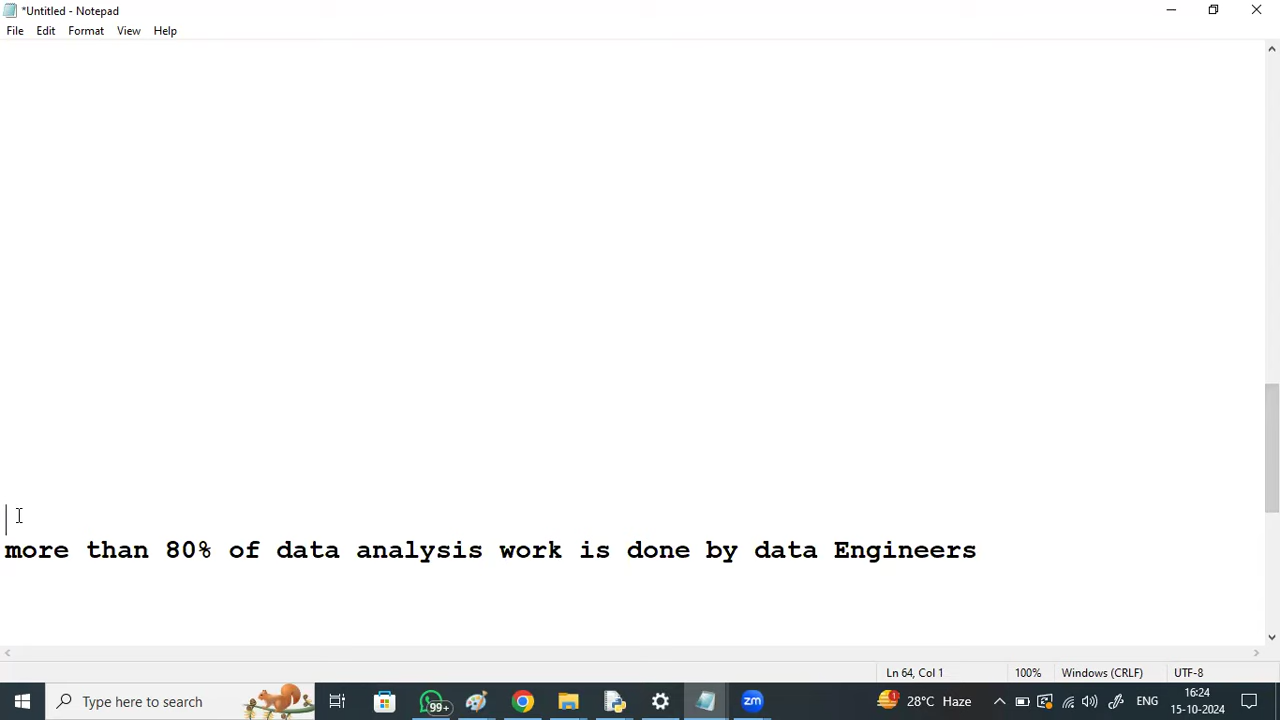 *Untitled - Notepad
File Edit Format View Help
more than 80% of data analysis work is done by data Engineers
Ln 64, Col 1 100% Windows (CRLF) UTF-8
Type here to search 99+ zm 1 28°C Haze ENG 16:24
15-10-2024